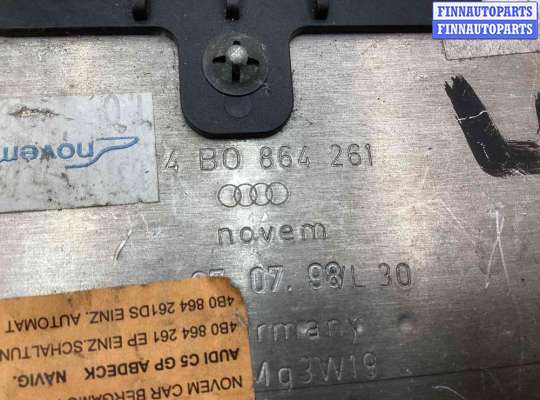 FINNAUTOPARTS
FINNAUTOPARTS
novem
4 B0 864 261
novem
07. 98/L 30
Mg3W19
4B0 864 261DS EINZ. AUTOMAT
4B0 864 261 EP EINZ.SCHALTUN
AUDI C5 GP ABDECK NAVIG.
NOVEM CAR BERGAMO